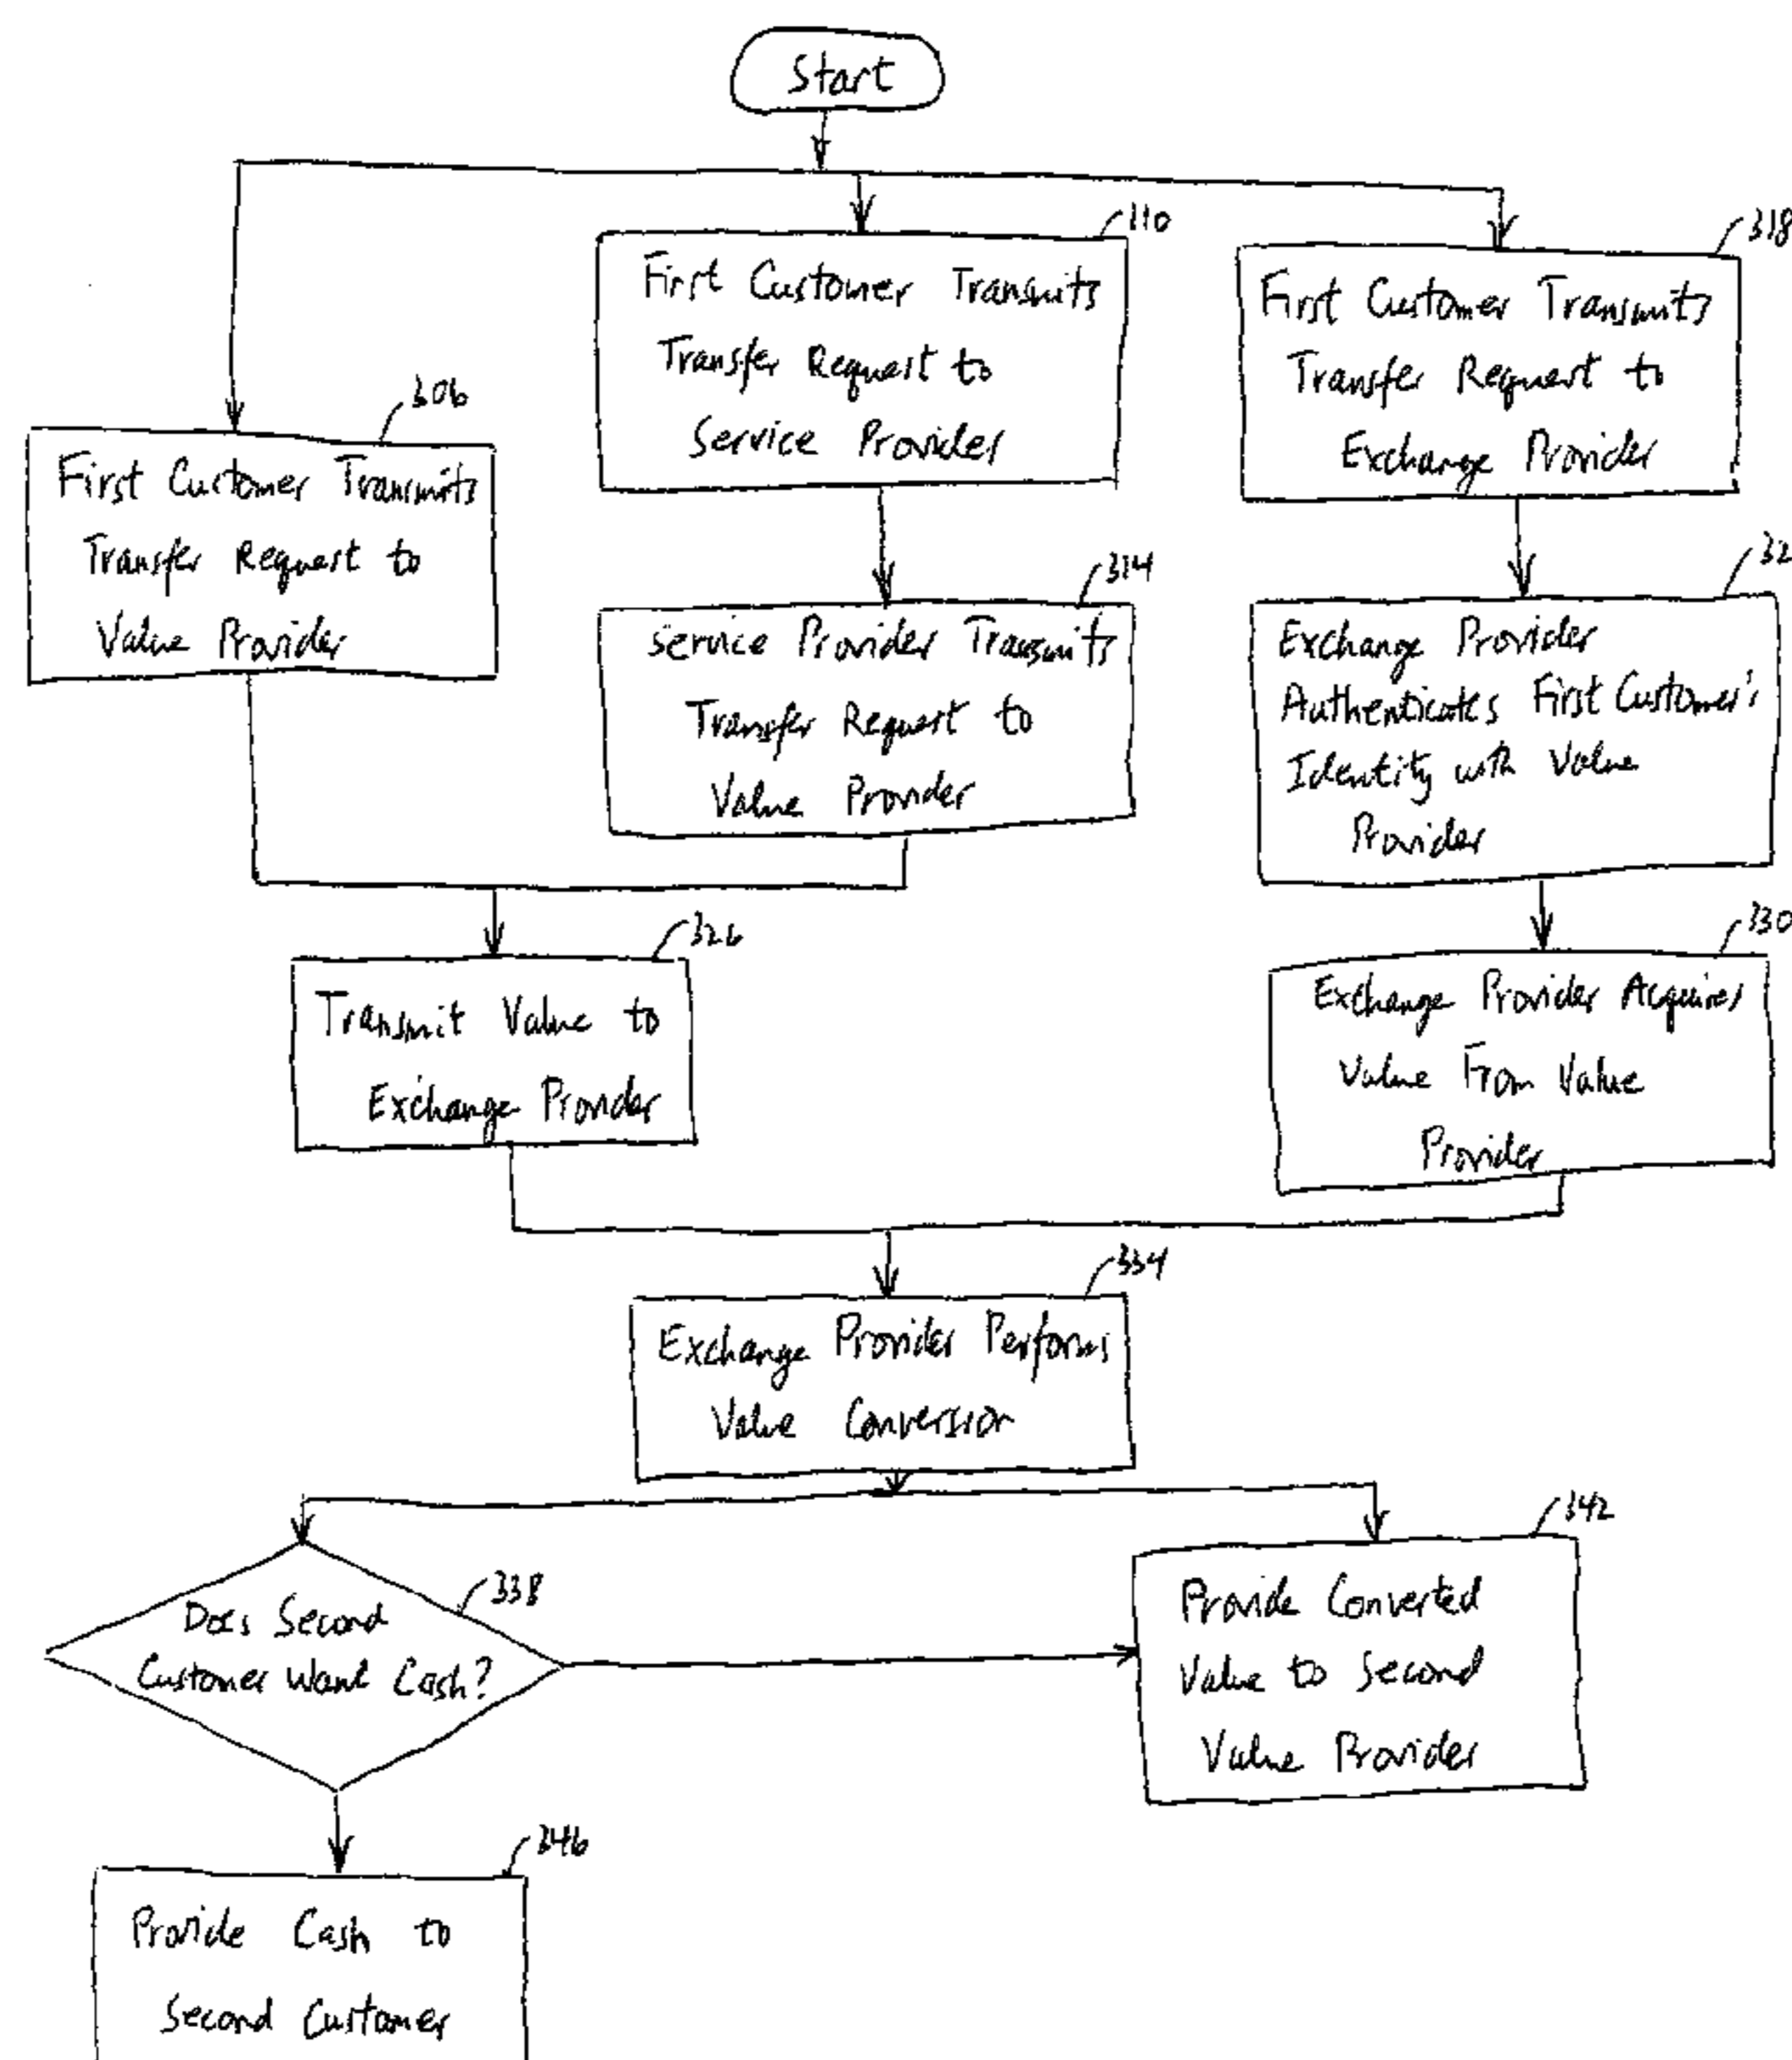 Start
310
First Customer Transmits
Transfer Request to
Service Provider
318
First Customer Transmits
Transfer Request to
Exchange Provider
306
First Customer Transmits
Transfer Request to
Value Provider
314
Service Provider Transmits
Transfer Request to
Value Provider
32
Exchange Provider
Authenticates First Customer's
Identity with Value
Provider
326
Transmit Value to
Exchange Provider
330
Exchange Provider Acquires
Value From Value
Provider
334
Exchange Provider Performs
Value Conversion
338
Does Second
Customer Want Cash?
342
Provide Converted
Value to Second
Value Provider
346
Provide Cash to
Second Customer